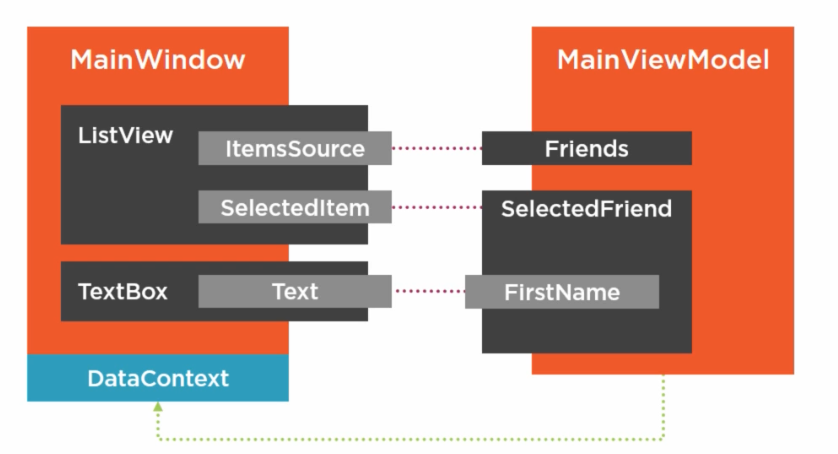 MainWindow
MainViewModel
ListView
ItemsSource
Friends
SelectedItem
SelectedFriend
TextBox
Text
FirstName
DataContext